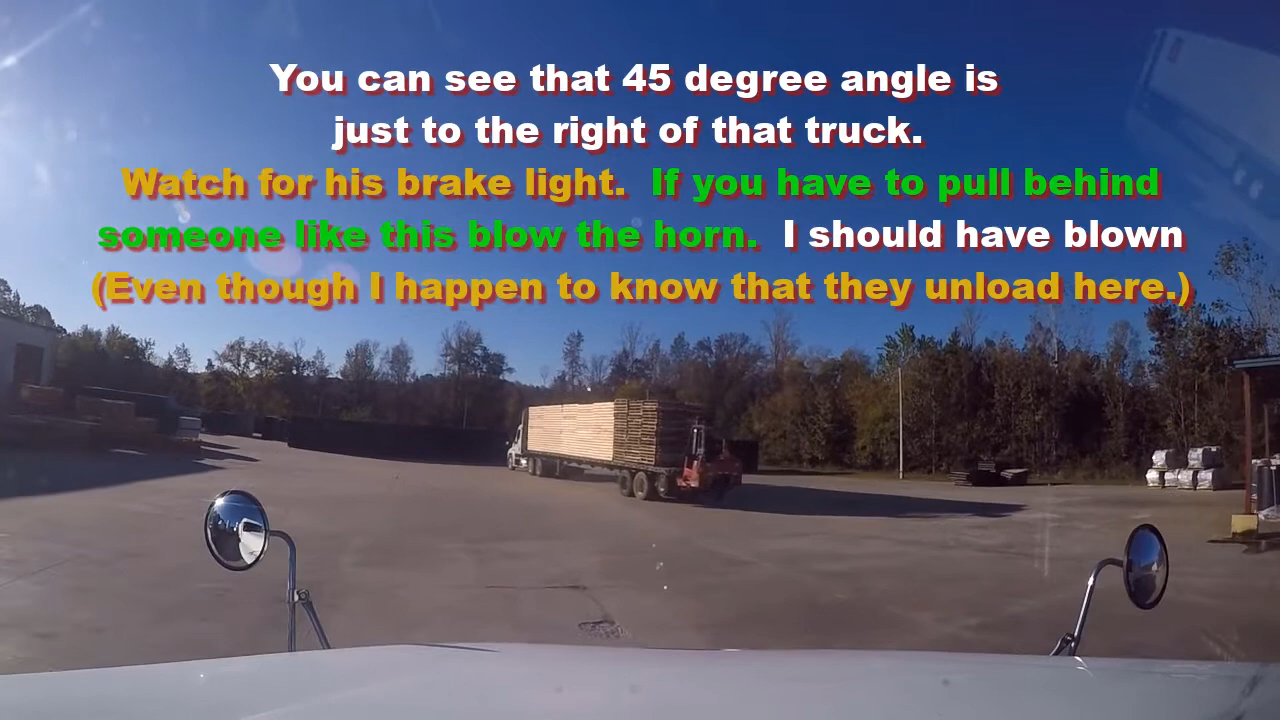 You can see that 45 degree angle is
just to the right of that truck.
Watch for his brake light.  If you have to pull behind
someone like this blow the horn.  I should have blown
(Even though I happen to know that they unload here.)